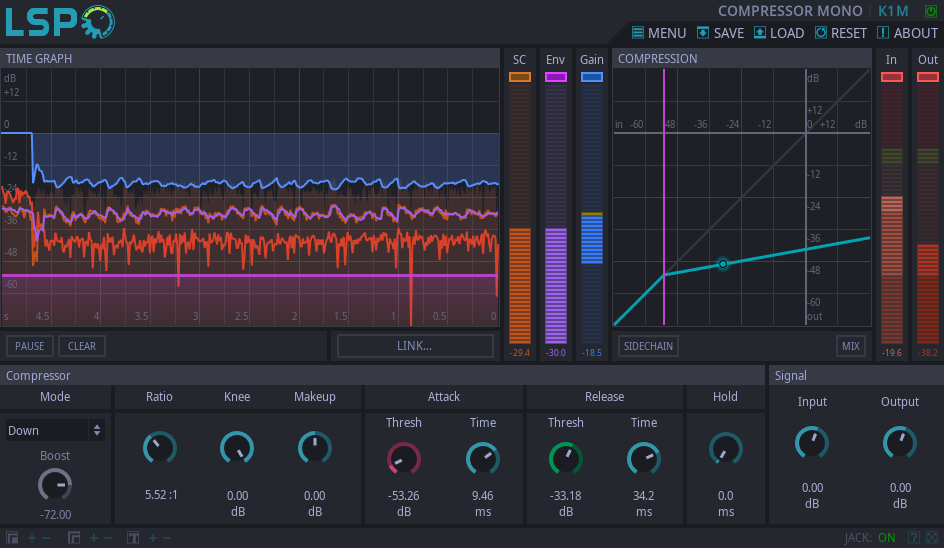 LSP
COMPRESSOR MONO K1M
MENU SAVE LOAD RESET ABOUT
TIME GRAPH
SC Env Gain
COMPRESSION
In Out
dB
+12
0
-12
-24
-36
-48
-60
s 4.5 4 3.5 3 2.5 2 1.5 1 0.5 0
dB
+12
in -60 -48 -36 -24 -12 0 +12 dB
-12
-24
-36
-48
-60
out
PAUSE CLEAR LINK... SIDECHAIN MIX
-29.4 -30.0 -18.5 -19.6 -38.2
Compressor Signal
Mode Ratio Knee Makeup Attack Release Hold
Input Output
Thresh Time Thresh Time
Down
Boost
5.52 :1 0.00 dB 0.00 dB
-53.26 dB 9.46 ms
-33.18 dB 34.2 ms
0.0 ms
0.00 dB 0.00 dB
-72.00
JACK: ON ?